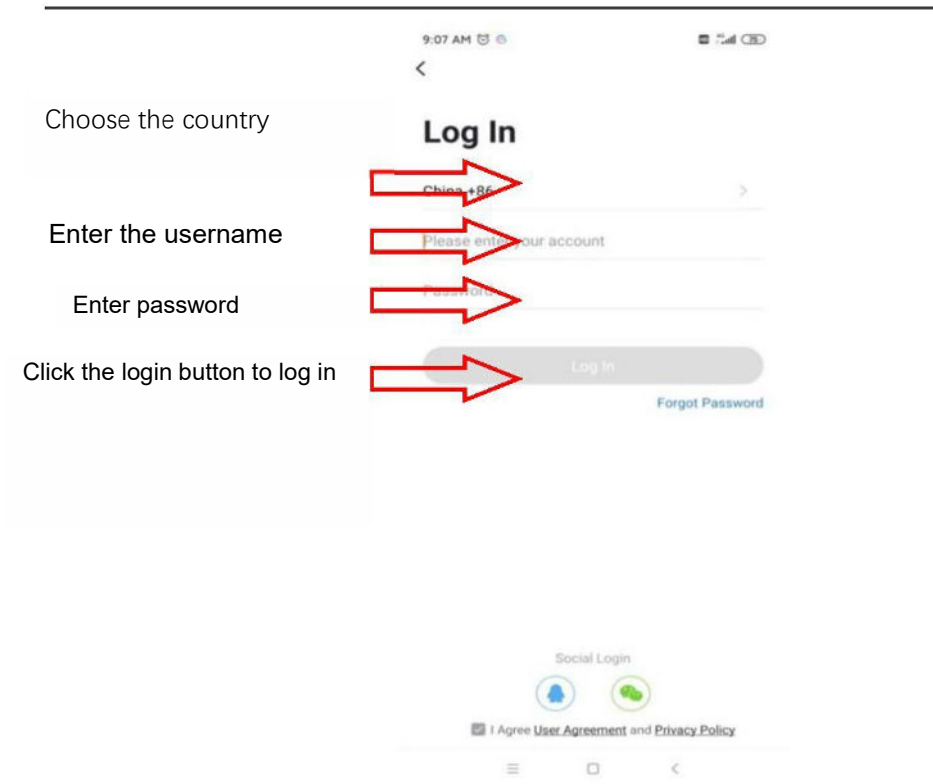 9:07 AM
Choose the country
Log In
China +86
Enter the username
Please enter your account
Enter password
Password
Click the login button to log in
Log In
Forgot Password
Social Login
I Agree User Agreement and Privacy Policy